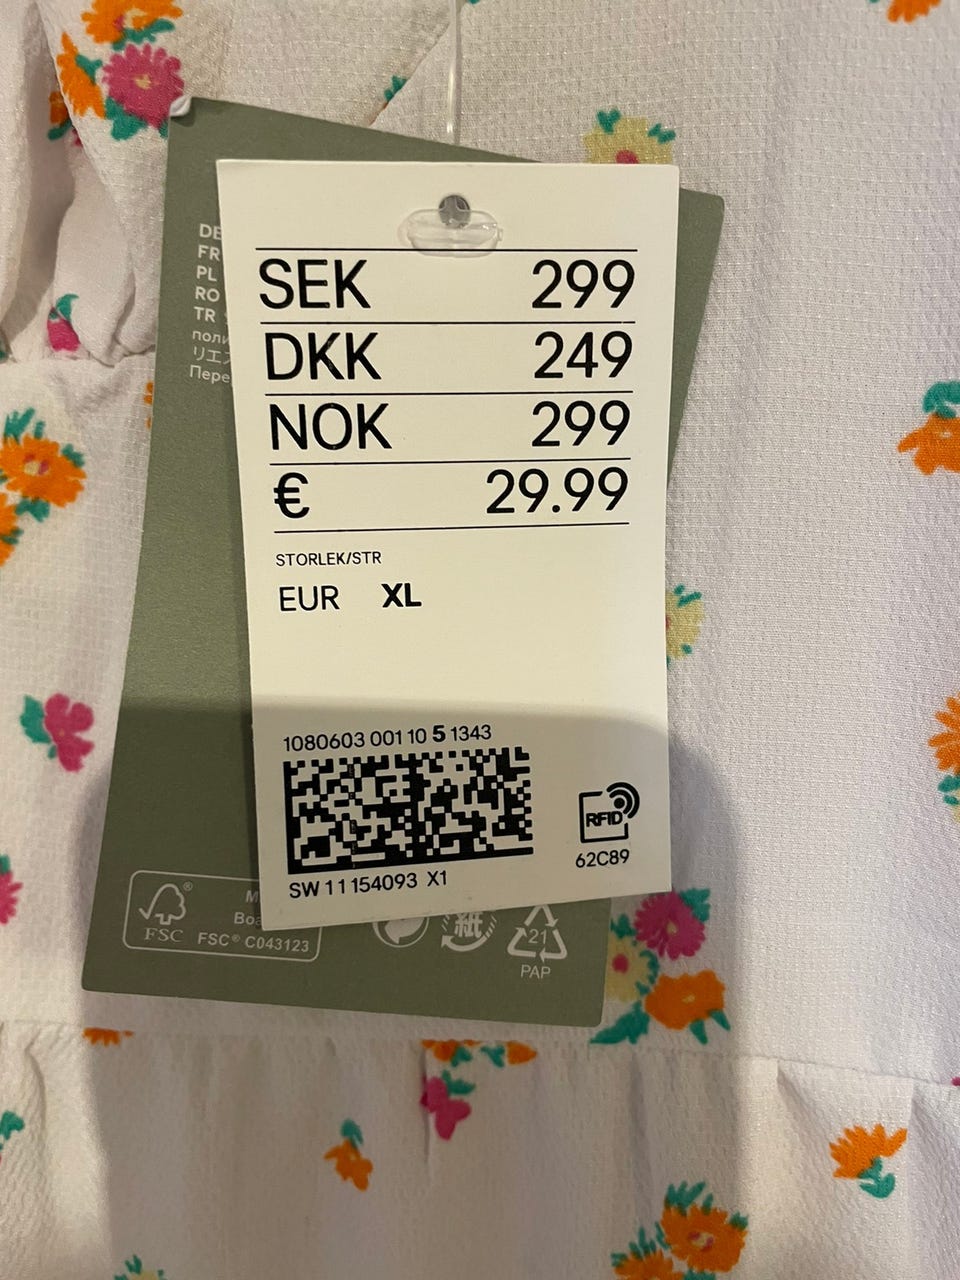 SEK 299
DKK 249
NOK 299
€ 29.99
STORLEK/STR
EUR XL
1080603 001 10 5 1343
SW 11 154093 X1
RFID
62C89
DE
FR
PL
RO
TR
FSC
FSC® C043123
紙
21
PAP